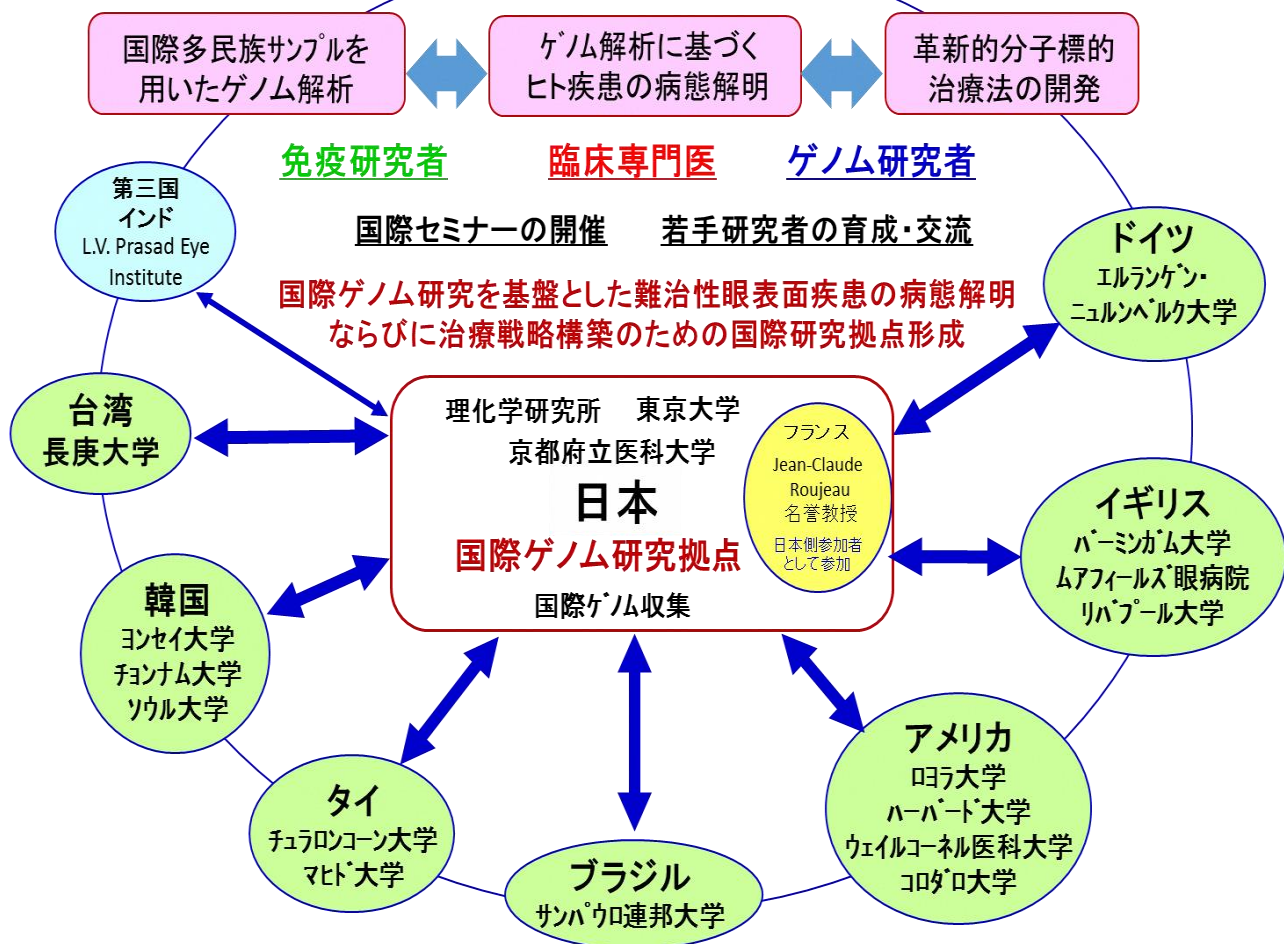 国際多民族サンプルを
用いたゲノム解析
ｹﾞﾉﾑ解析に基づく
ヒト疾患の病態解明
革新的分子標的
治療法の開発
免疫研究者
臨床専門医
ゲノム研究者
国際セミナーの開催
若手研究者の育成・交流
国際ゲノム研究を基盤とした難治性眼表面疾患の病態解明
ならびに治療戦略構築のための国際研究拠点形成
第三国
インド
L.V. Prasad Eye
Institute
台湾
長庚大学
韓国
ﾖﾝｾｲ大学
ﾁｮﾝﾅﾑ大学
ｿｳﾙ大学
タイ
ﾁｭﾗﾛﾝｺｰﾝ大学
ﾏﾋﾄﾞ大学
ブラジル
ｻﾝﾊﾟｳﾛ連邦大学
アメリカ
ﾛﾖﾗ大学
ﾊｰﾊﾞｰﾄﾞ大学
ｳｪｲﾙｺｰﾈﾙ医科大学
ｺﾛﾀﾞﾛ大学
イギリス
ﾊﾞｰﾐﾝｶﾞﾑ大学
ﾑｱﾌｨｰﾙｽﾞ眼病院
ﾘﾊﾞﾌﾟｰﾙ大学
ドイツ
ｴﾙﾗﾝｹﾞﾝ・
ﾆｭﾙﾝﾍﾞﾙｸ大学
理化学研究所 東京大学
京都府立医科大学
日本
国際ゲノム研究拠点
国際ｹﾞﾉﾑ収集
フランス
Jean-Claude
Roujeau
名誉教授
日本側参加者
として参加